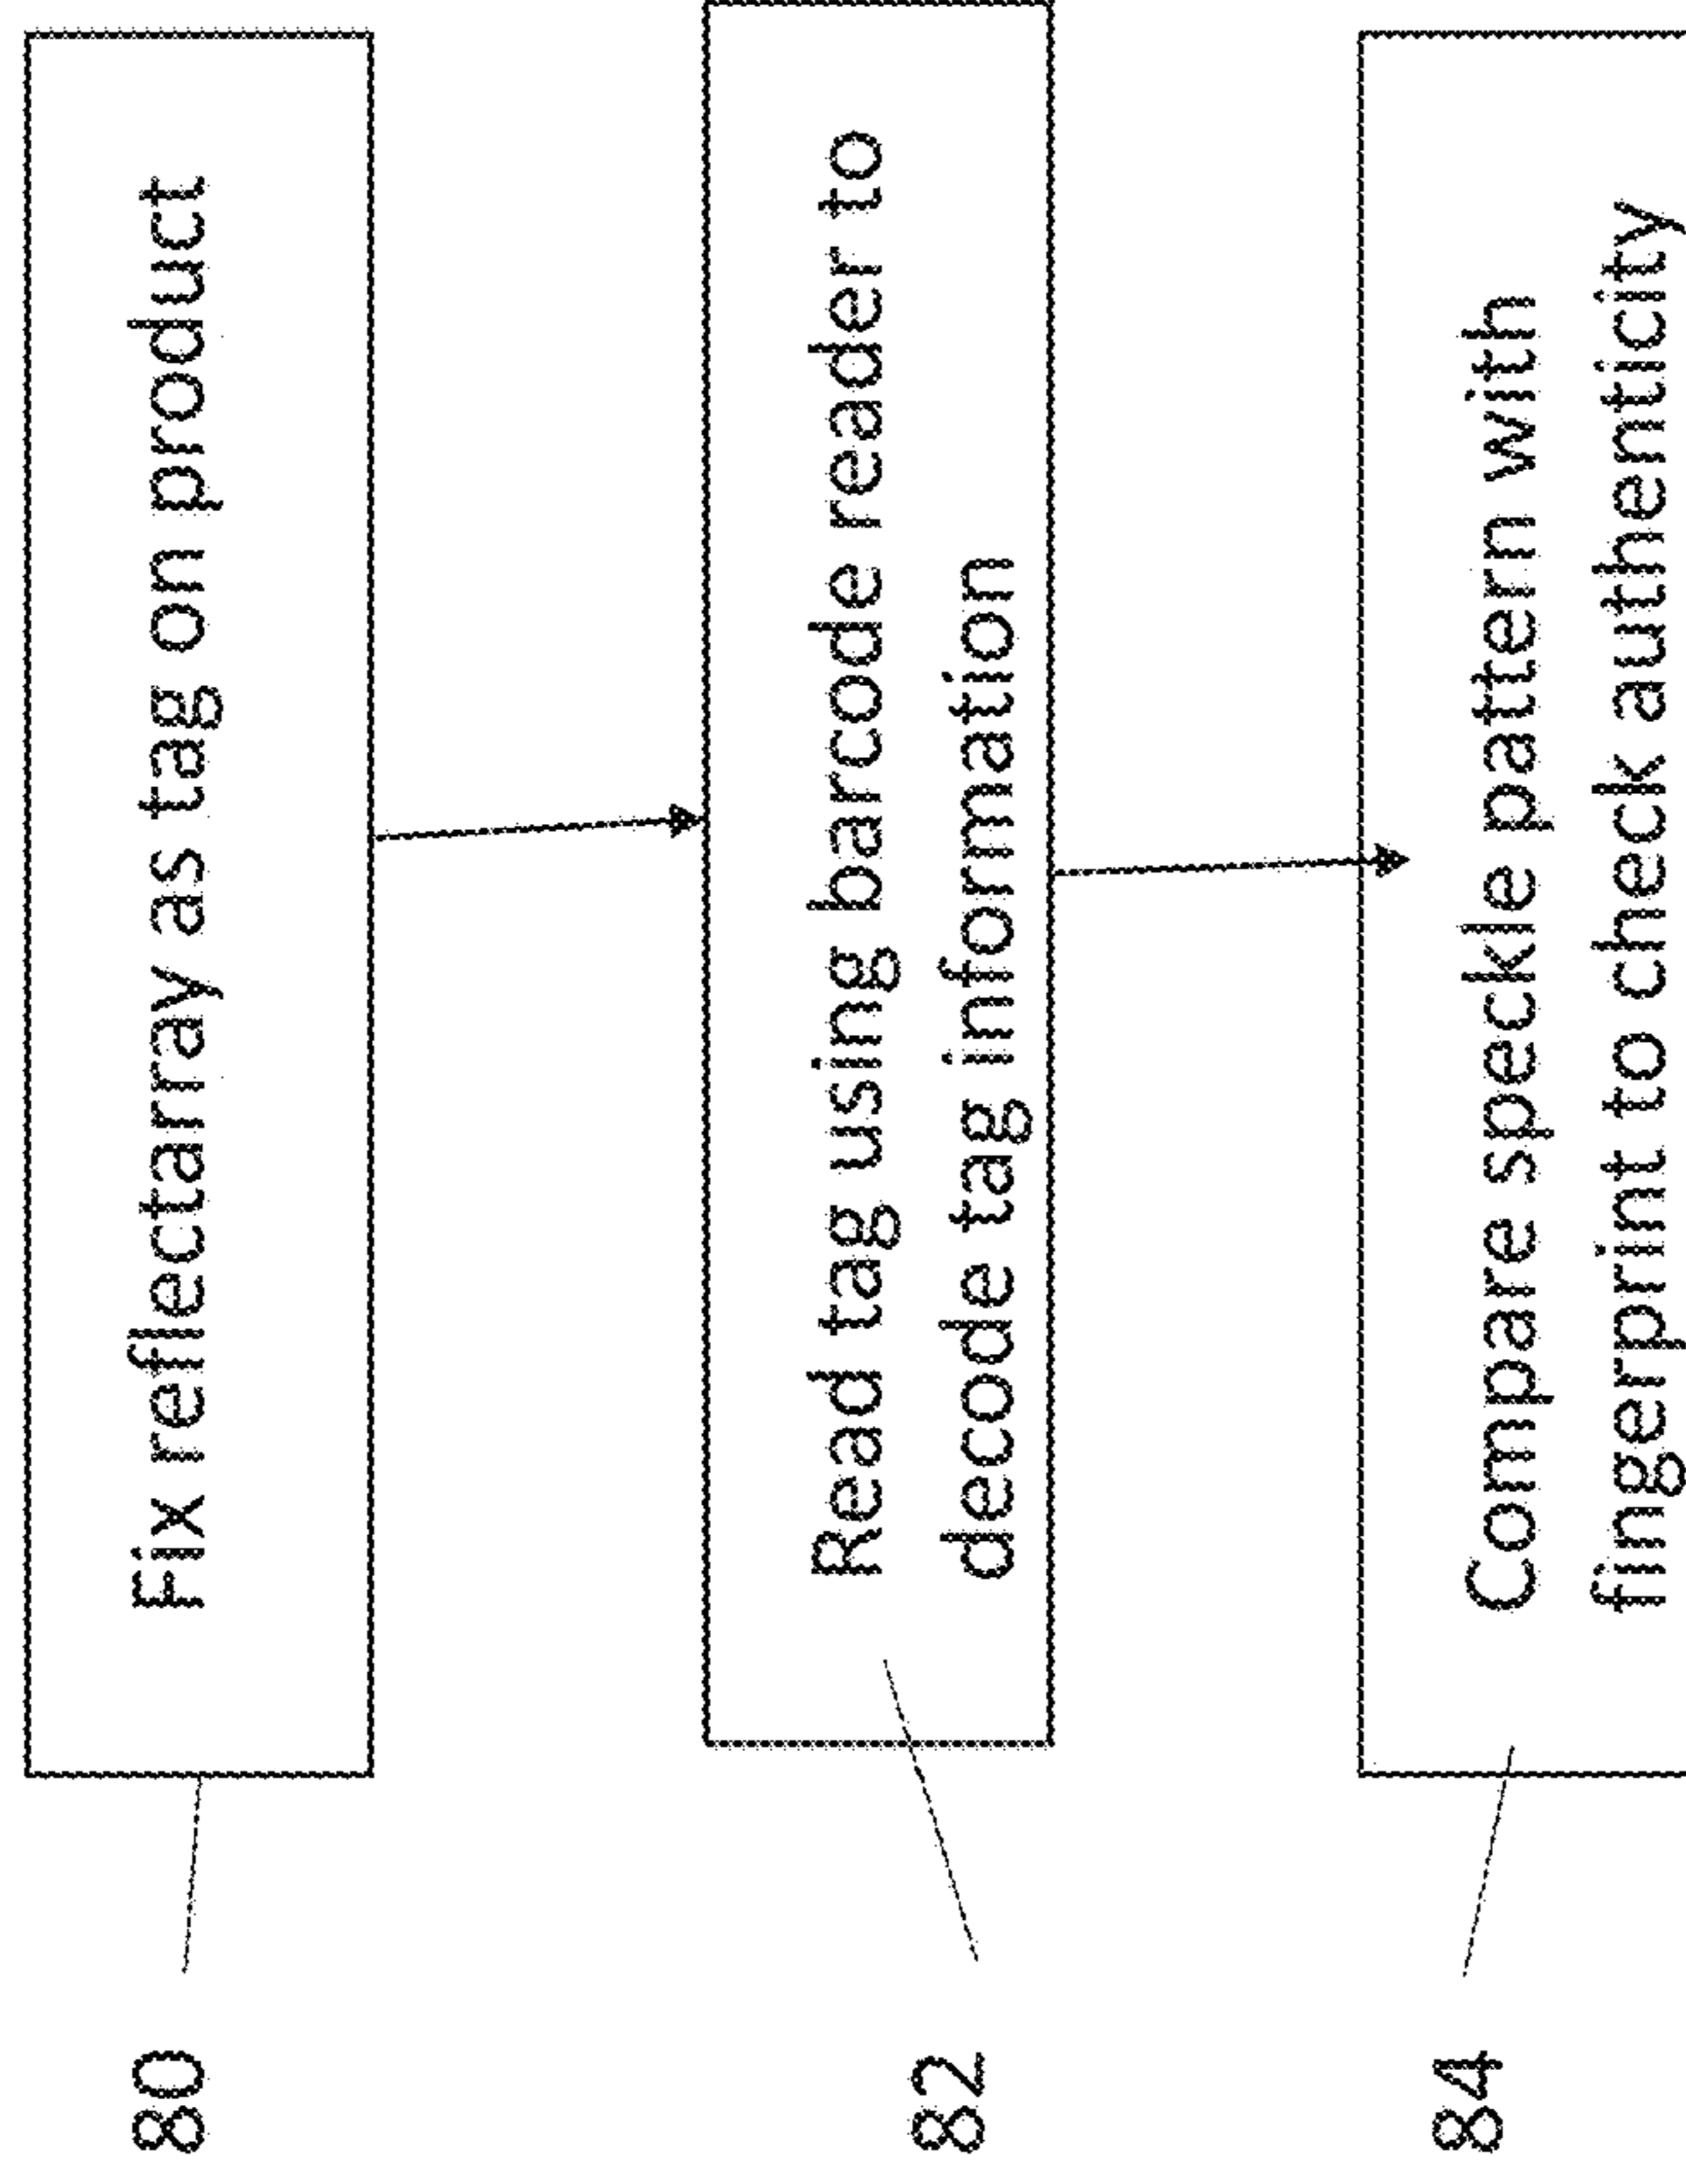 80
Fix reflectarray as tag on product
82
Read tag using barcode reader to
decode tag information
84
Compare speckle pattern with
fingerprint to check authenticity